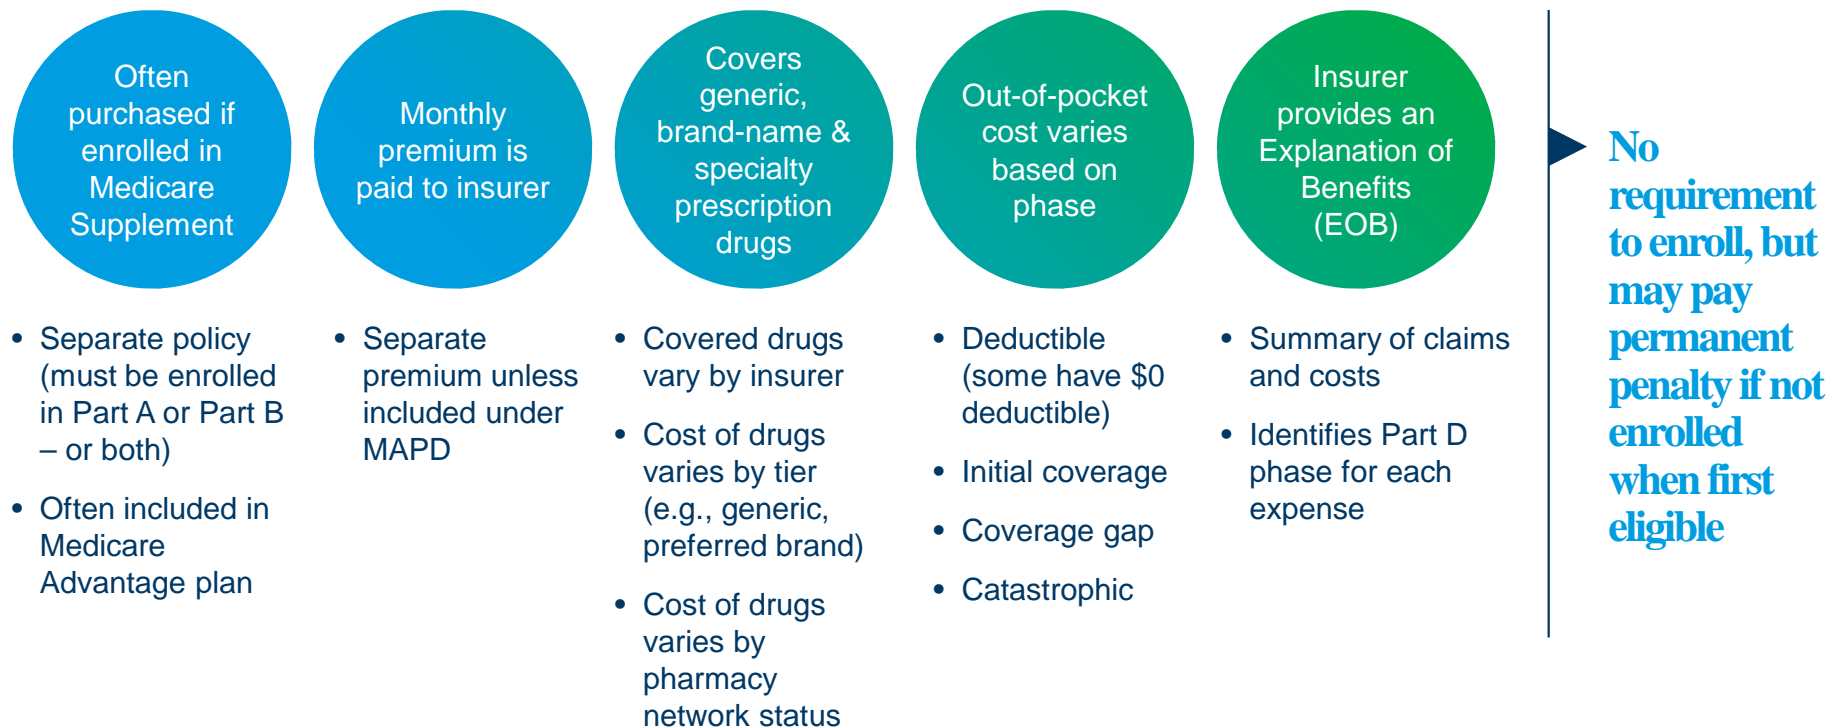 Often
purchased if
enrolled in
Medicare
Supplement
• Separate policy
(must be enrolled
in Part A or Part B
– or both)
• Often included in
Medicare
Advantage plan
Monthly
premium is
paid to insurer
• Separate
premium unless
included under
MAPD
Covers
generic,
brand-name &
specialty
prescription
drugs
• Covered drugs
vary by insurer
• Cost of drugs
varies by tier
(e.g., generic,
preferred brand)
• Cost of drugs
varies by
pharmacy
network status
Out-of-pocket
cost varies
based on
phase
• Deductible
(some have $0
deductible)
• Initial coverage
• Coverage gap
• Catastrophic
Insurer
provides an
Explanation of
Benefits
(EOB)
• Summary of claims
and costs
• Identifies Part D
phase for each
expense
No
requirement
to enroll, but
may pay
permanent
penalty if not
enrolled
when first
eligible